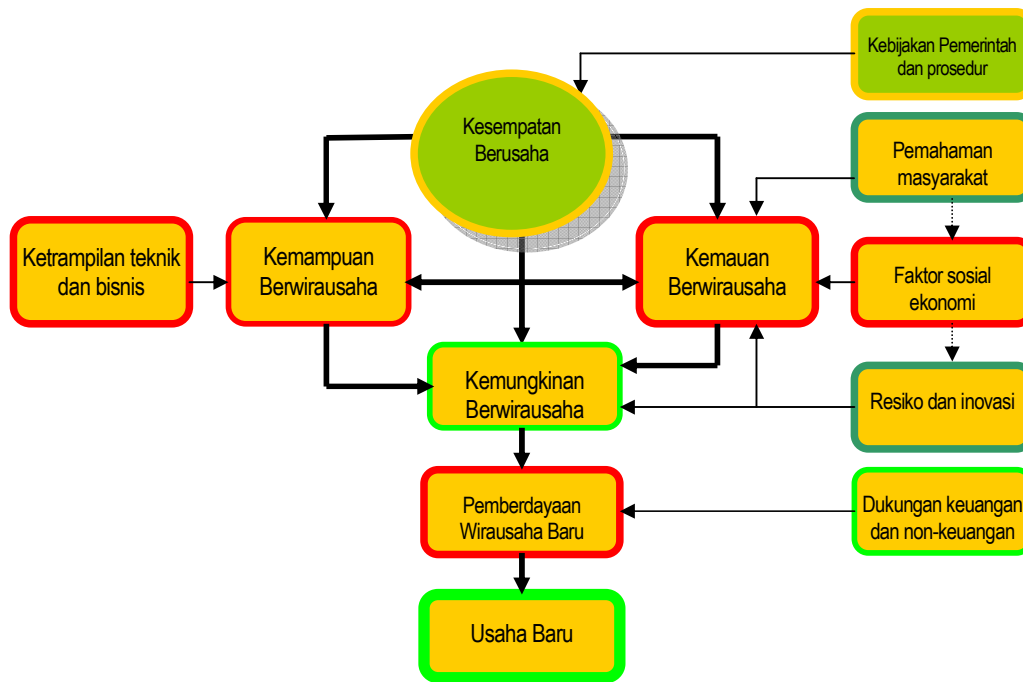 Kebijakan Pemerintah
dan prosedur
Kesempatan
Berusaha
Pemahaman
masyarakat
Ketrampilan teknik
dan bisnis
Kemampuan
Berwirausaha
Kemauan
Berwirausaha
Faktor sosial
ekonomi
Kemungkinan
Berwirausaha
Resiko dan inovasi
Pemberdayaan
Wirausaha Baru
Dukungan keuangan
dan non-keuangan
Usaha Baru